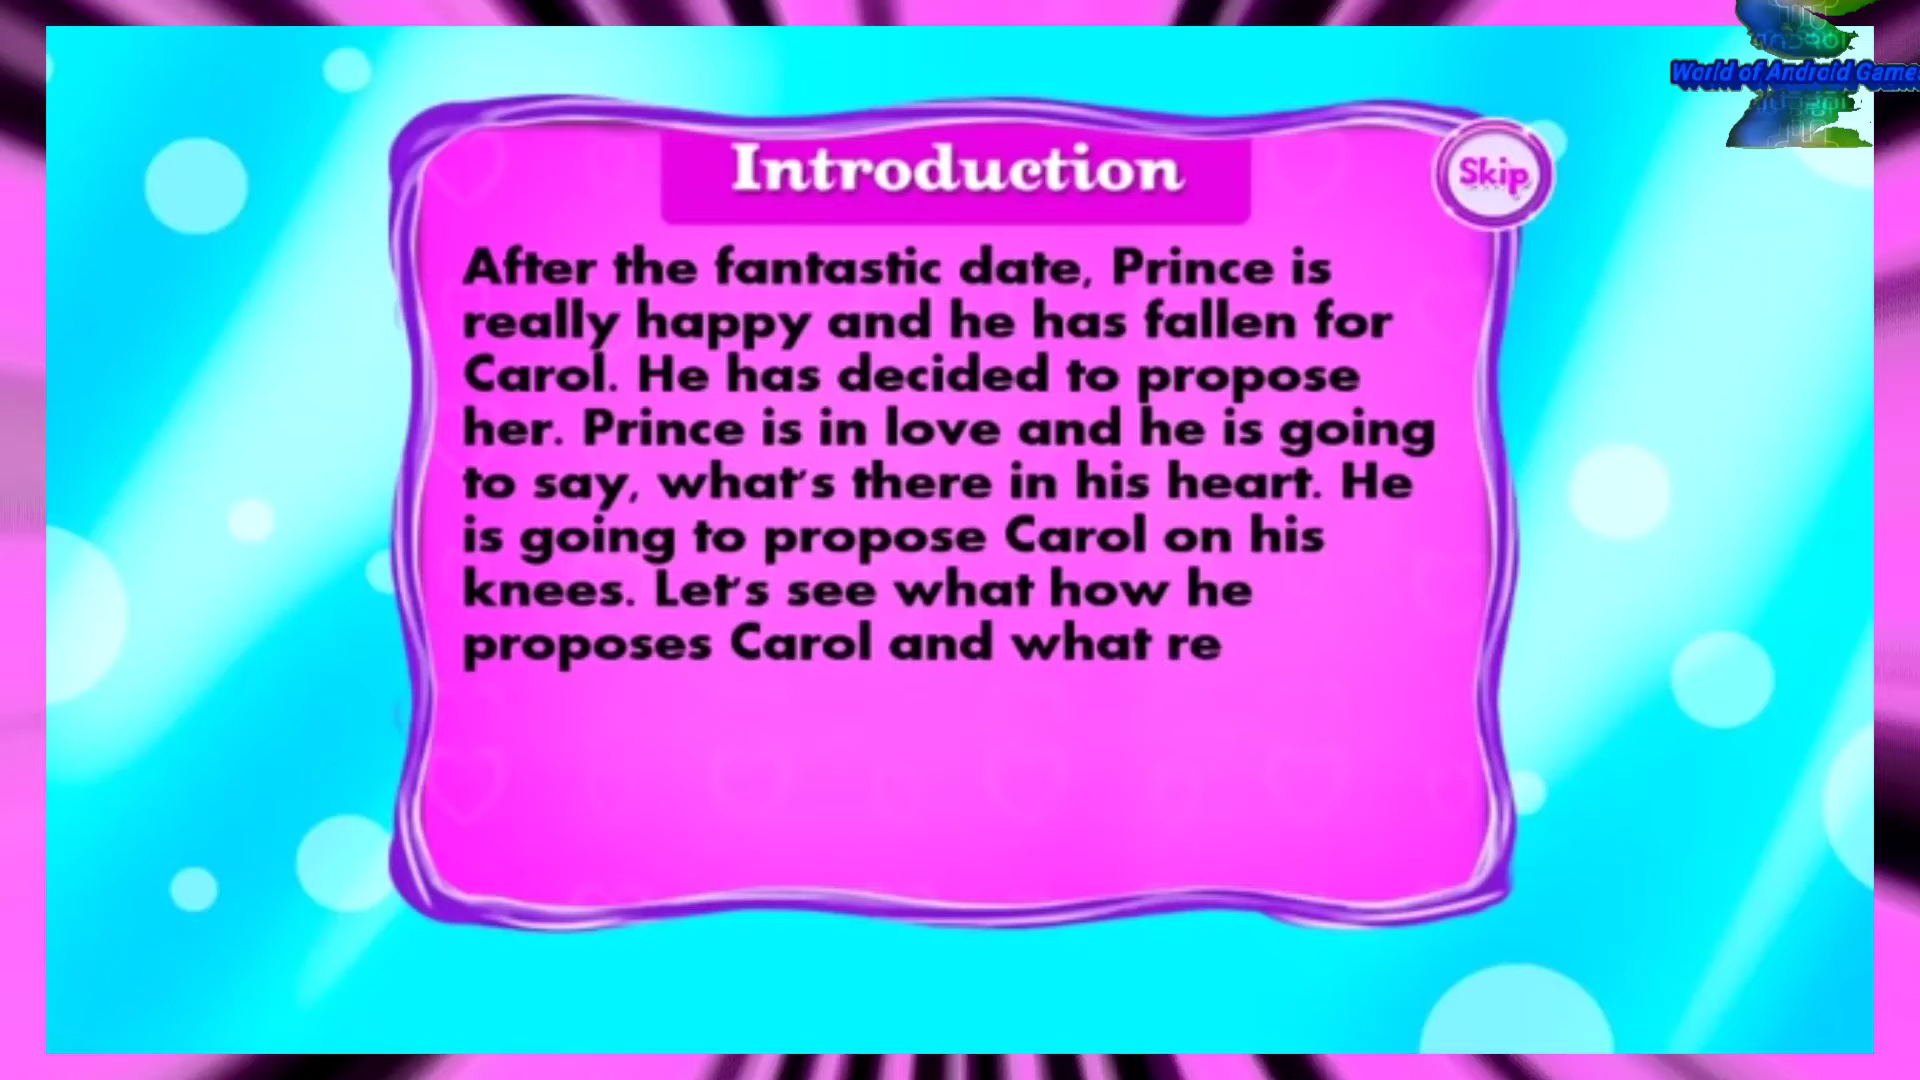 World of Android Game
Introduction
Skip
After the fantastic date, Prince is
really happy and he has fallen for
Carol. He has decided to propose
her. Prince is in love and he is going
to say, what's there in his heart. He
is going to propose Carol on his
knees. Let's see what how he
proposes Carol and what re